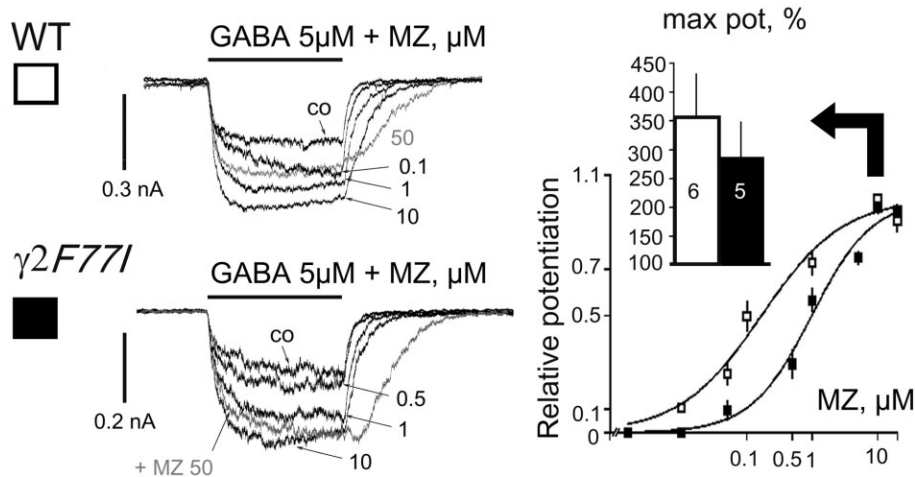 WT
GABA 5µM + MZ, µM
co
50
0.1
1
10
0.3 nA
γ2F77I
GABA 5µM + MZ, µM
co
0.5
1
10
+ MZ 50
0.2 nA
max pot, %
450
400
350
300
250
200
150
100
6
5
Relative potentiation
1.1
0.7
0.5
0.1
0
MZ, µM
0.1
0.5
1
10